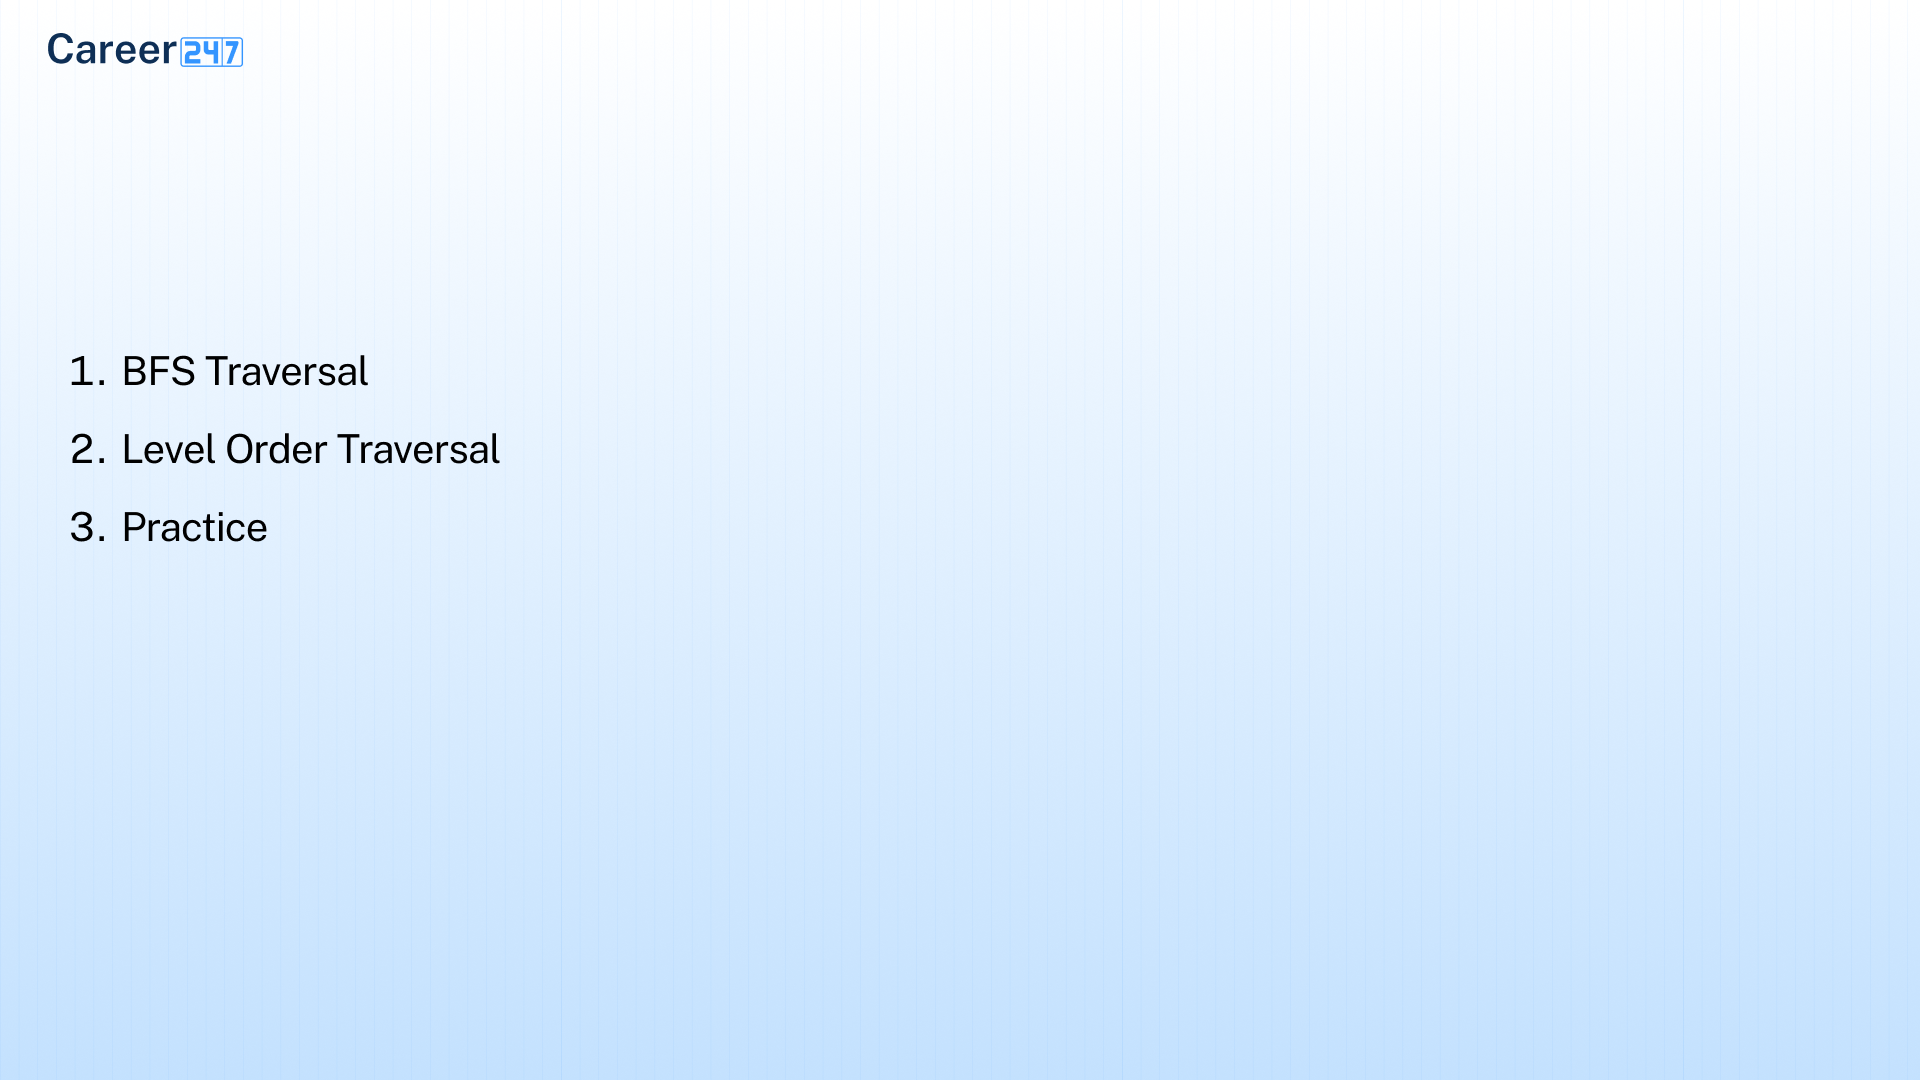 Career247
1. BFS Traversal
2. Level Order Traversal
3. Practice